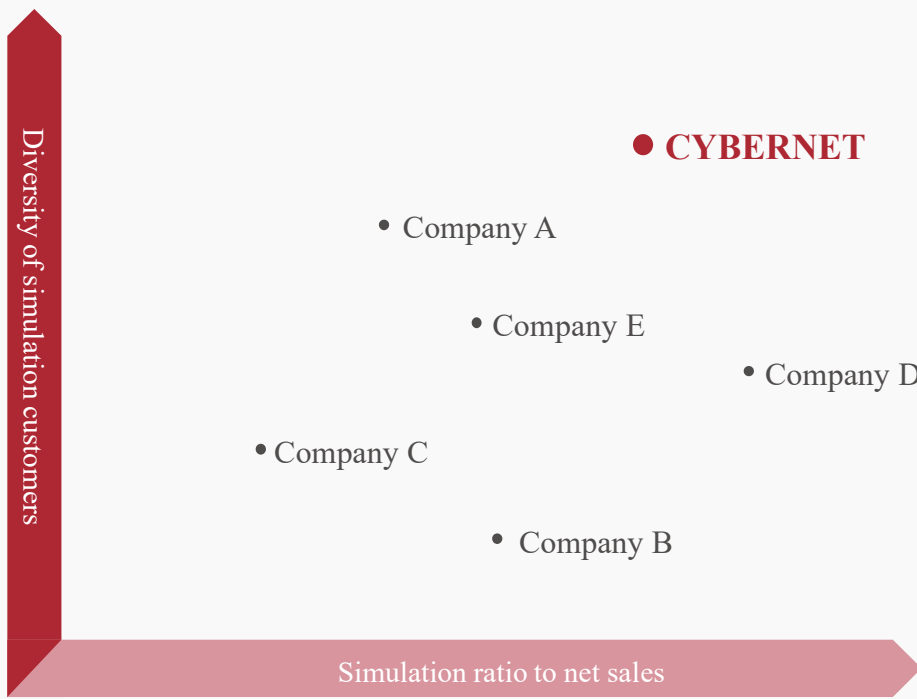 Diversity of simulation customers
CYBERNET
Company A
Company E
Company D
Company C
Company B
Simulation ratio to net sales